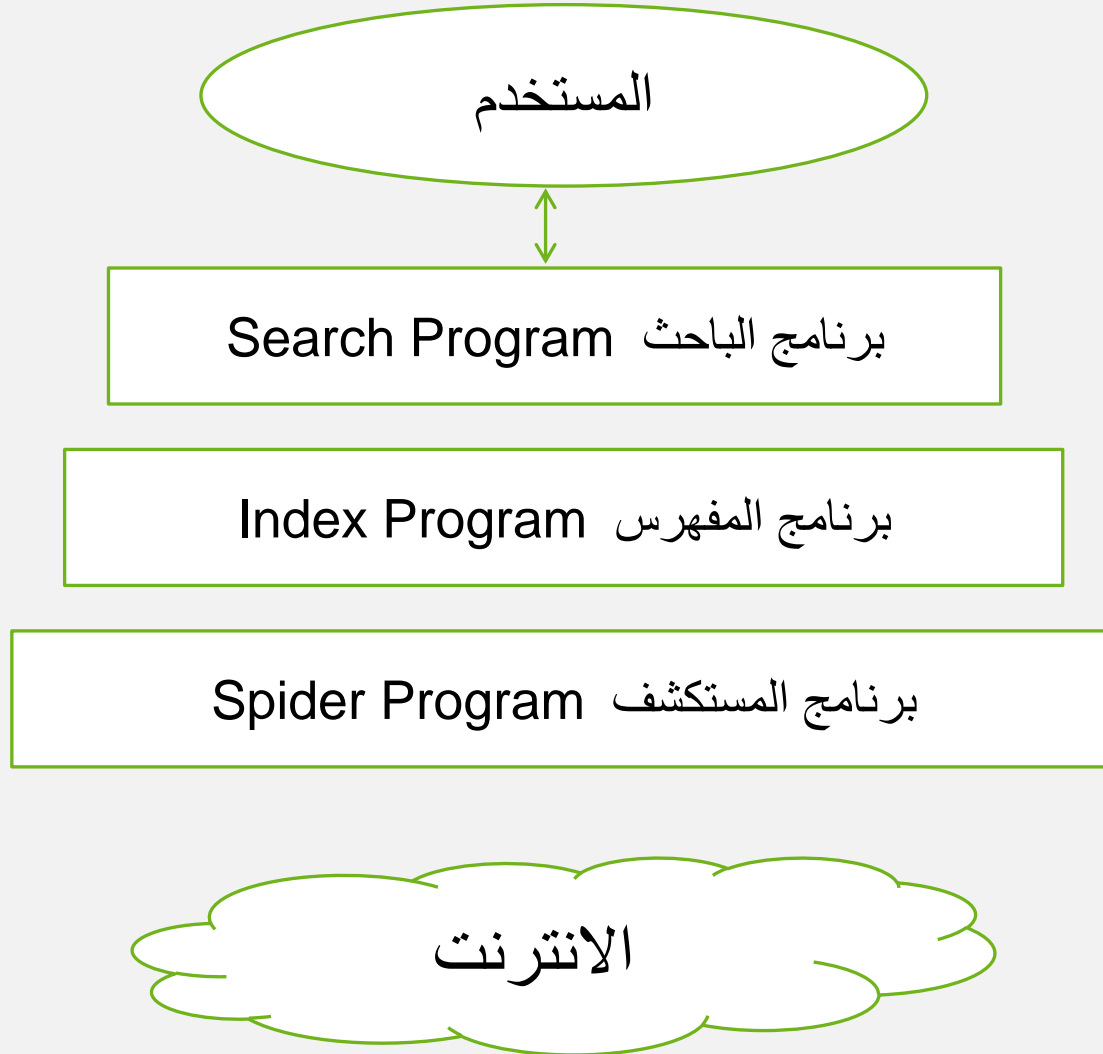 المستخدم
برنامج الباحث Search Program
برنامج المفهرس Index Program
برنامج المستكشف Spider Program
الانترنت